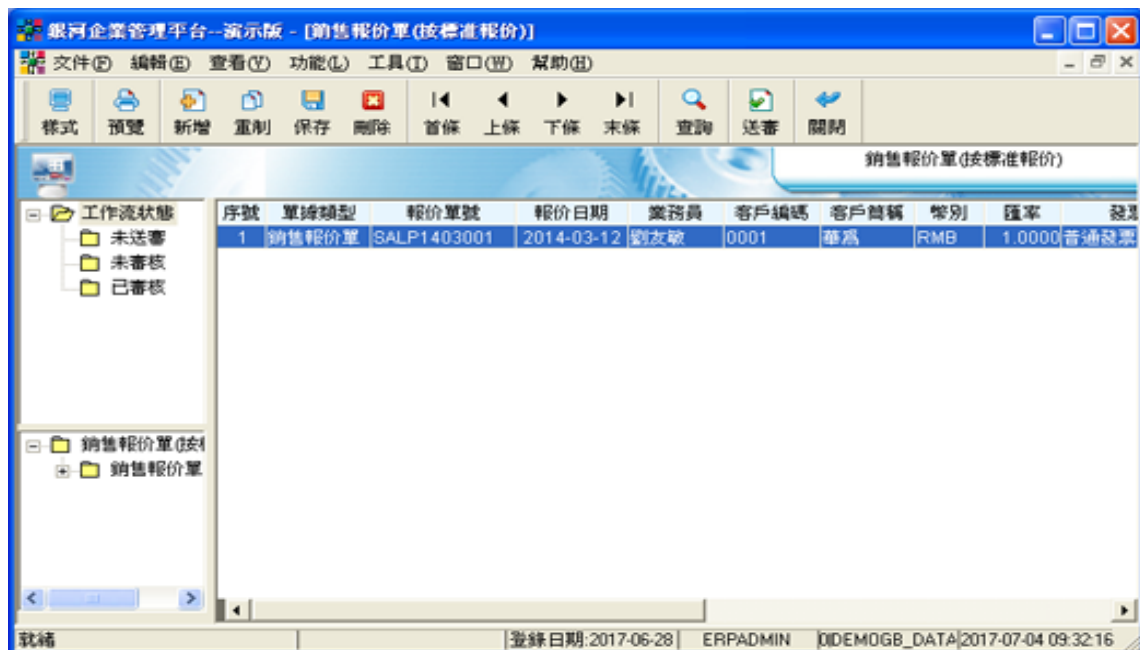 銀河企業管理平台--演示版 - [銷售報价單(按標准報价)]
文件(F) 編輯(E) 查看(V) 功能(L) 工具(T) 窗口(W) 幫助(H)
樣式 預覽 新增 重制 保存 刪除 首條 上條 下條 末條 查詢 送審 關閉
銷售報价單(按標准報价)
工作流狀態
未送審
未審核
已審核
序號 單據類型 報价單號 報价日期 業務員 客戶編碼 客戶簡稱 幣別 匯率 發票
1 銷售報价單 SALP1403001 2014-03-12 劉友敏 0001 華爲 RMB 1.0000 普通發票
銷售報价單(按
銷售報价單
就緒 登錄日期:2017-06-28 ERPADMIN DEMOGB_DATA 2017-07-04 09:32:16